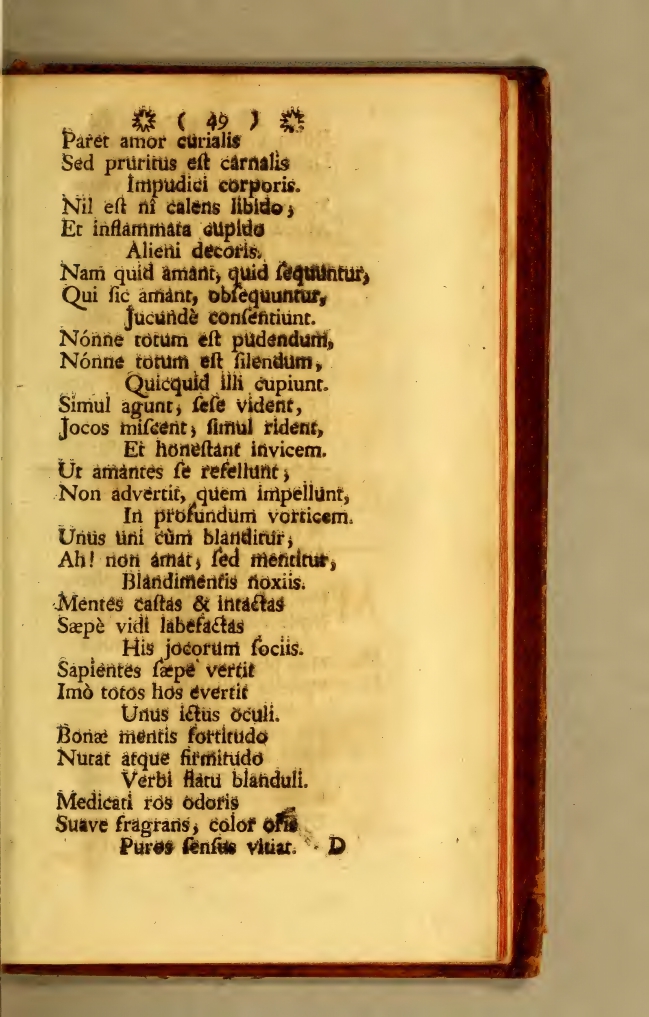 ( 49 )
Paret amor curialis
Sed pruritus eſt carnalis
Impudici corporis.
Nil eſt ni calens libido;
Et inflammata cupido
Alieni decoris.
Nam quid amant, quid ſequuntur,
Qui ſic amant, obſequuntur,
Jucundè conſentiunt.
Nónne totum eſt pudendum,
Nónne totum eſt ſilendum,
Quicquid illi cupiunt.
Simul agunt, ſeſe vident,
Jocos miſcent, ſimul rident,
Et honeſtant invicem.
Ut amantes ſe refellunt;
Non advertit, quem impellunt,
In profundum vorticem.
Unus uni cùm blanditur,
Ah! non amat, ſed mentitur,
Blandimentis noxiis.
Mentes caſtas & intactas
Sæpè vidi labefactas
His jocorum ſociis.
Sapientes ſæpe vertit
Imò totos hos evertit
Unus ictus oculi.
Bonæ mentis fortitudo
Nutat atque firmitudo
Verbi flatu blanduli.
Medicati ros odoris
Suave fragrans, color oris
Puros ſenſus vitiat. D